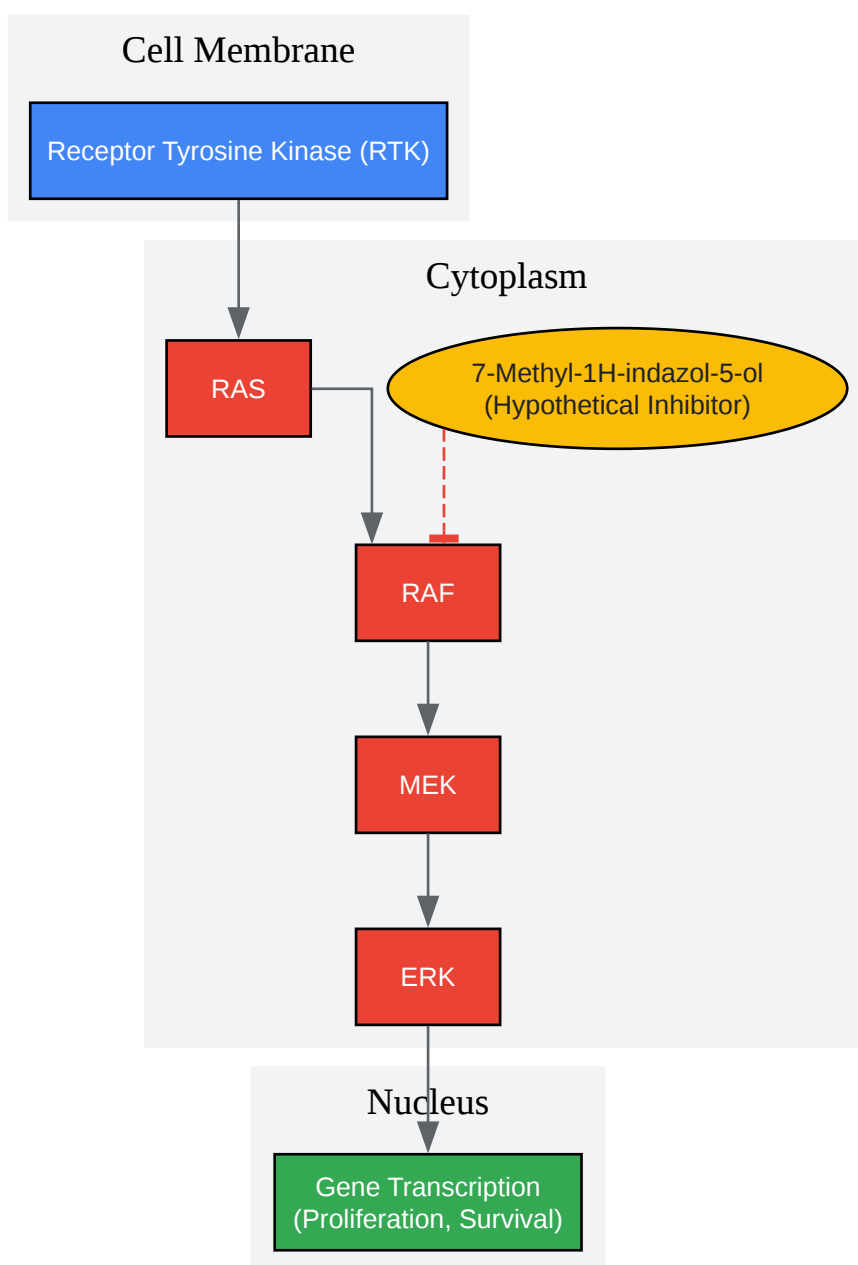 Cell Membrane
Receptor Tyrosine Kinase (RTK)
Cytoplasm
RAS
7-Methyl-1H-indazol-5-ol
(Hypothetical Inhibitor)
RAF
MEK
ERK
Nucleus
Gene Transcription
(Proliferation, Survival)